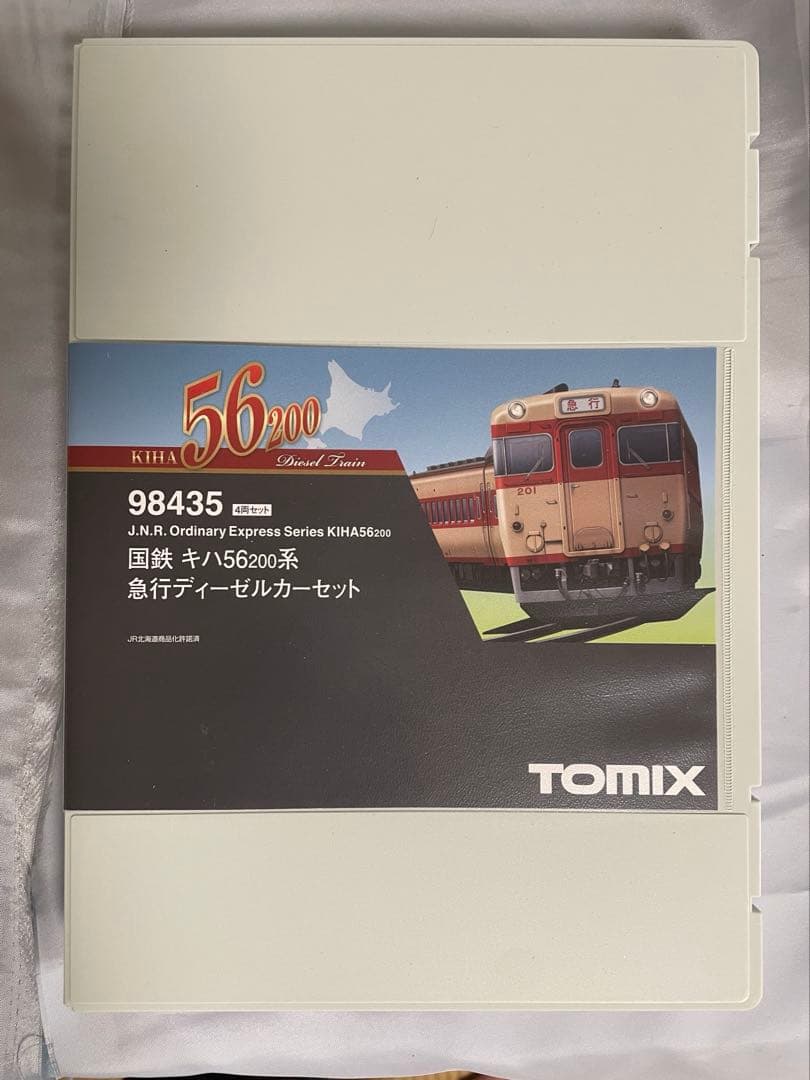 KIHA 56 200
Diesel Train
98435 4両セット
J.N.R. Ordinary Express Series KIHA56200
国鉄 キハ56200系
急行ディーゼルカーセット
JR北海道商品化許諾済
急行
201
TOMIX